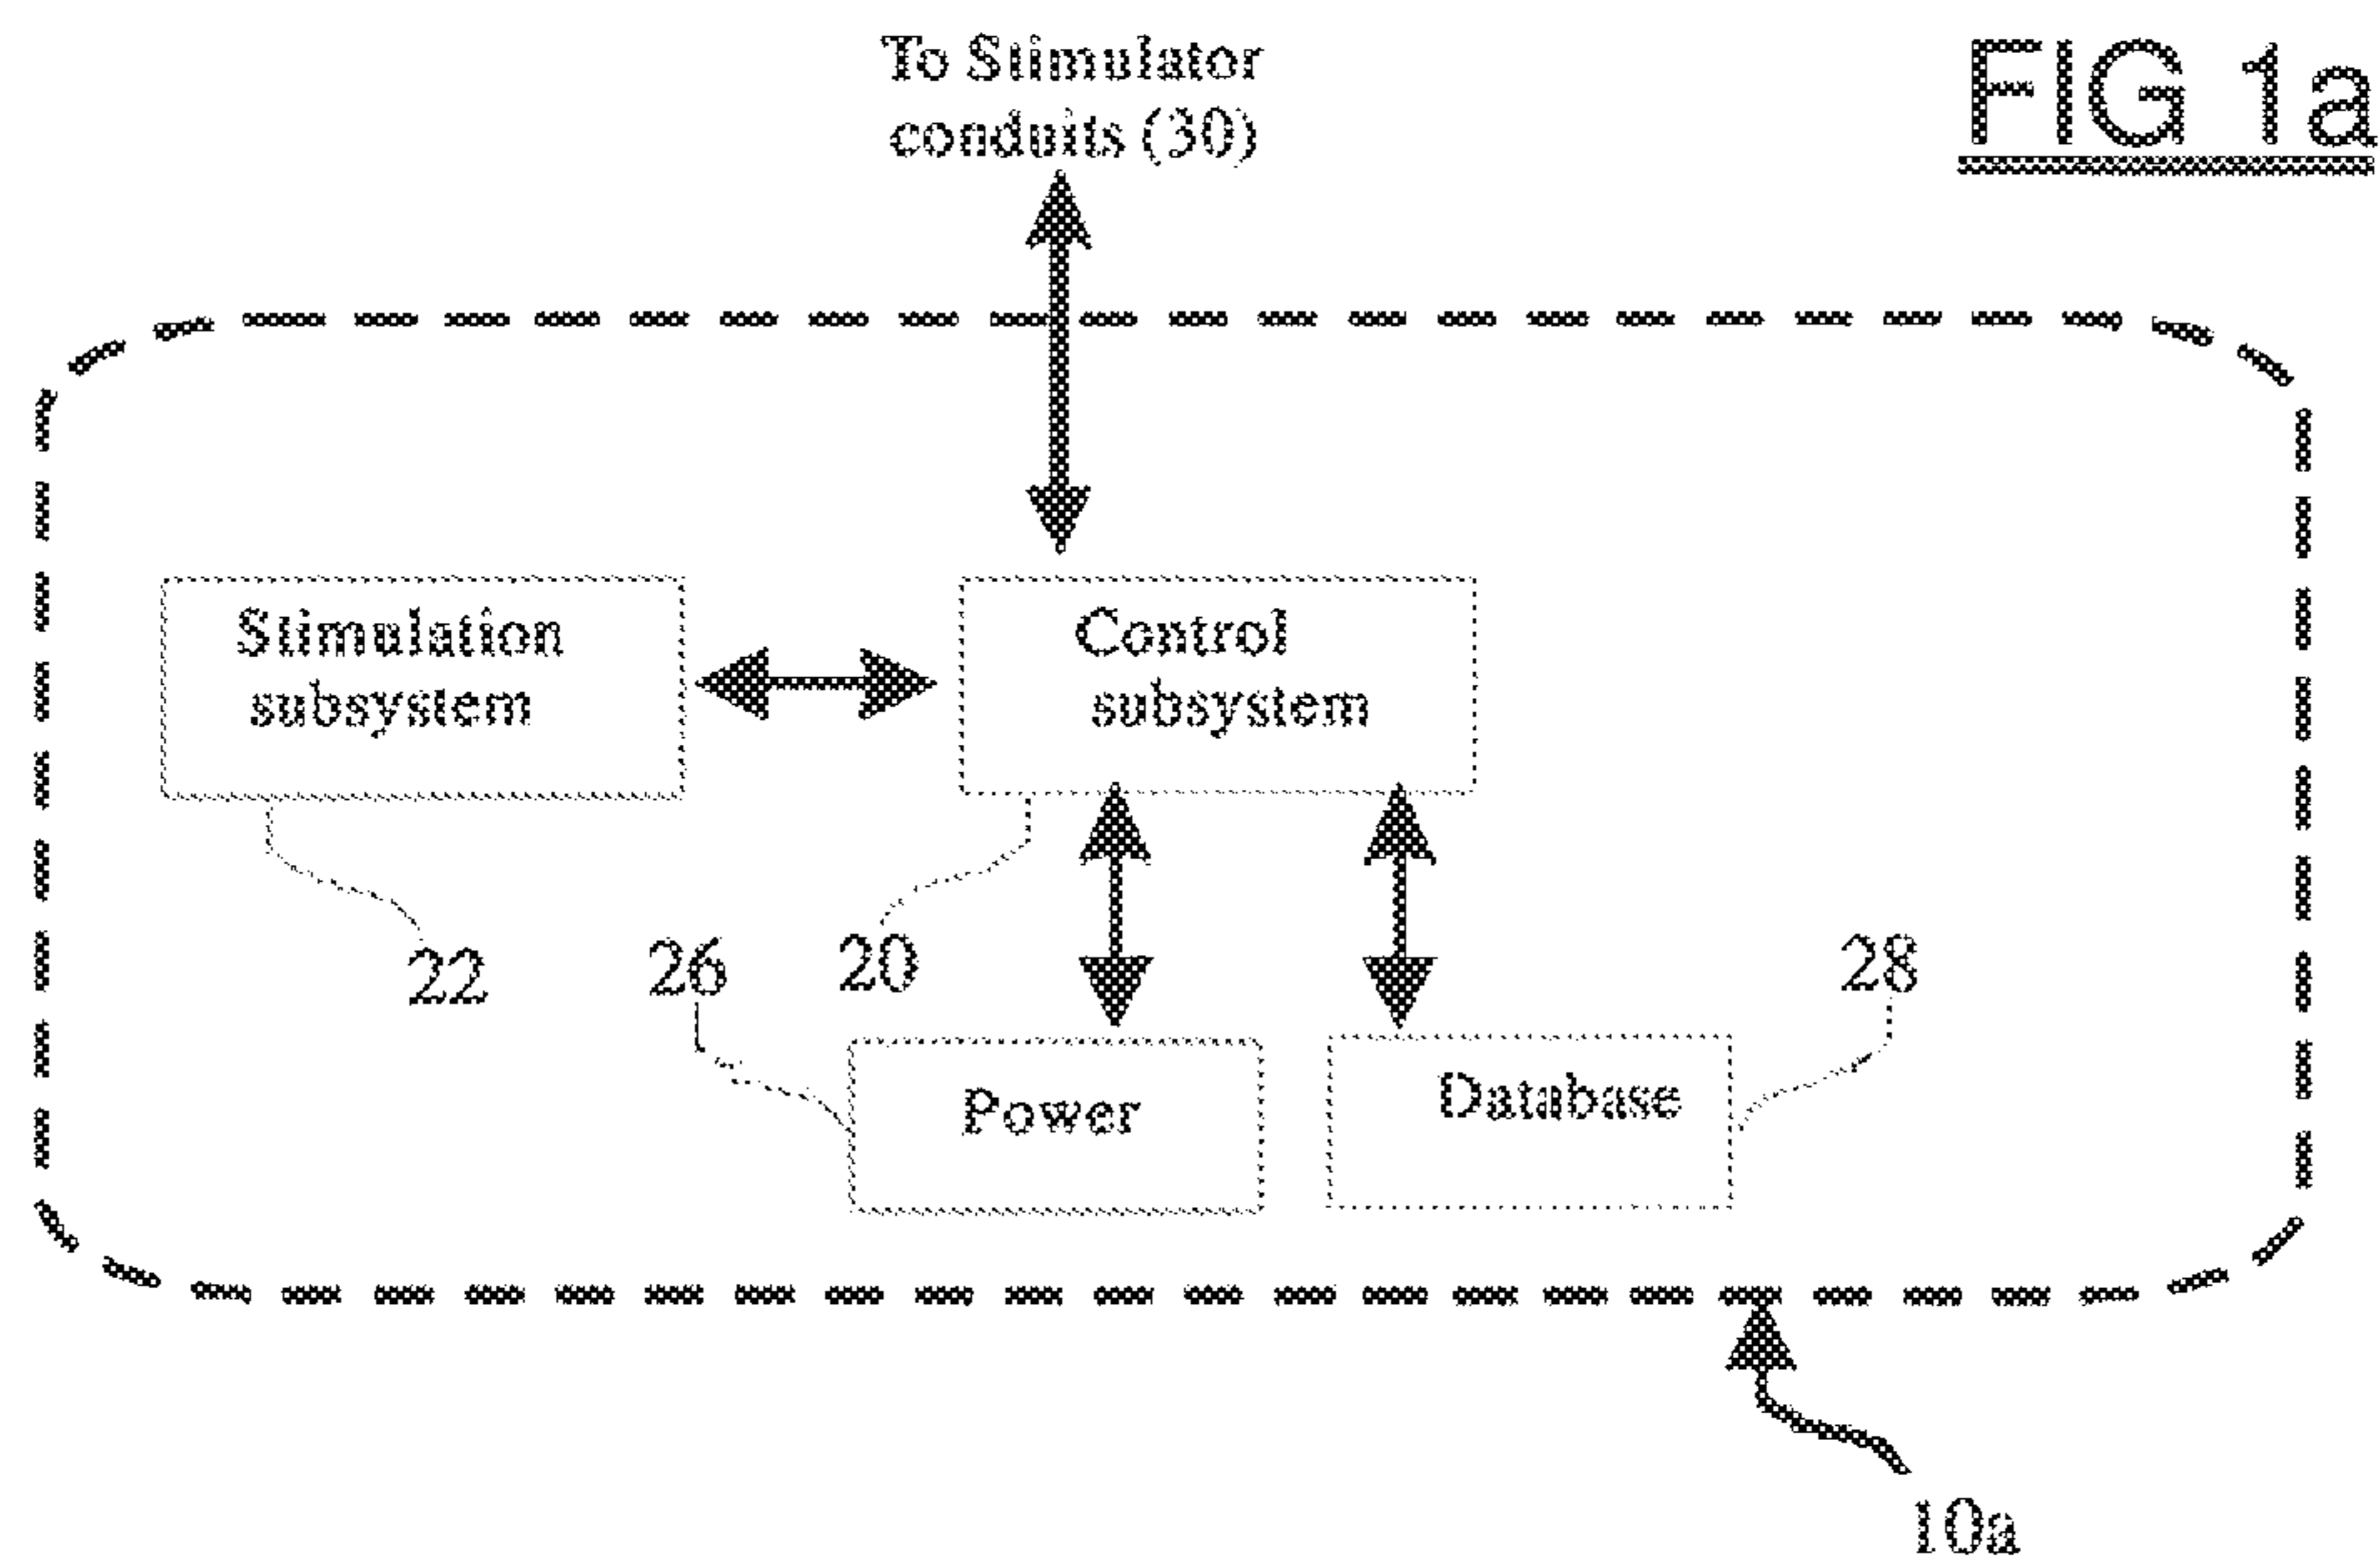 To Stimulator
conduits (30)
FIG 1a
Stimulation
subsystem
Control
subsystem
22
26
20
28
Power
Database
10a